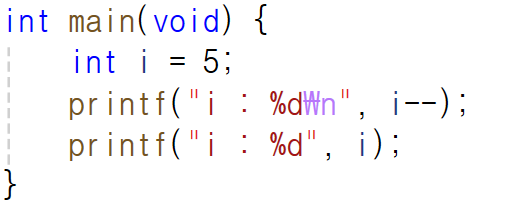 int main(void) {
int i = 5;
printf("i : %d₩n", i--);
printf("i : %d", i);
}